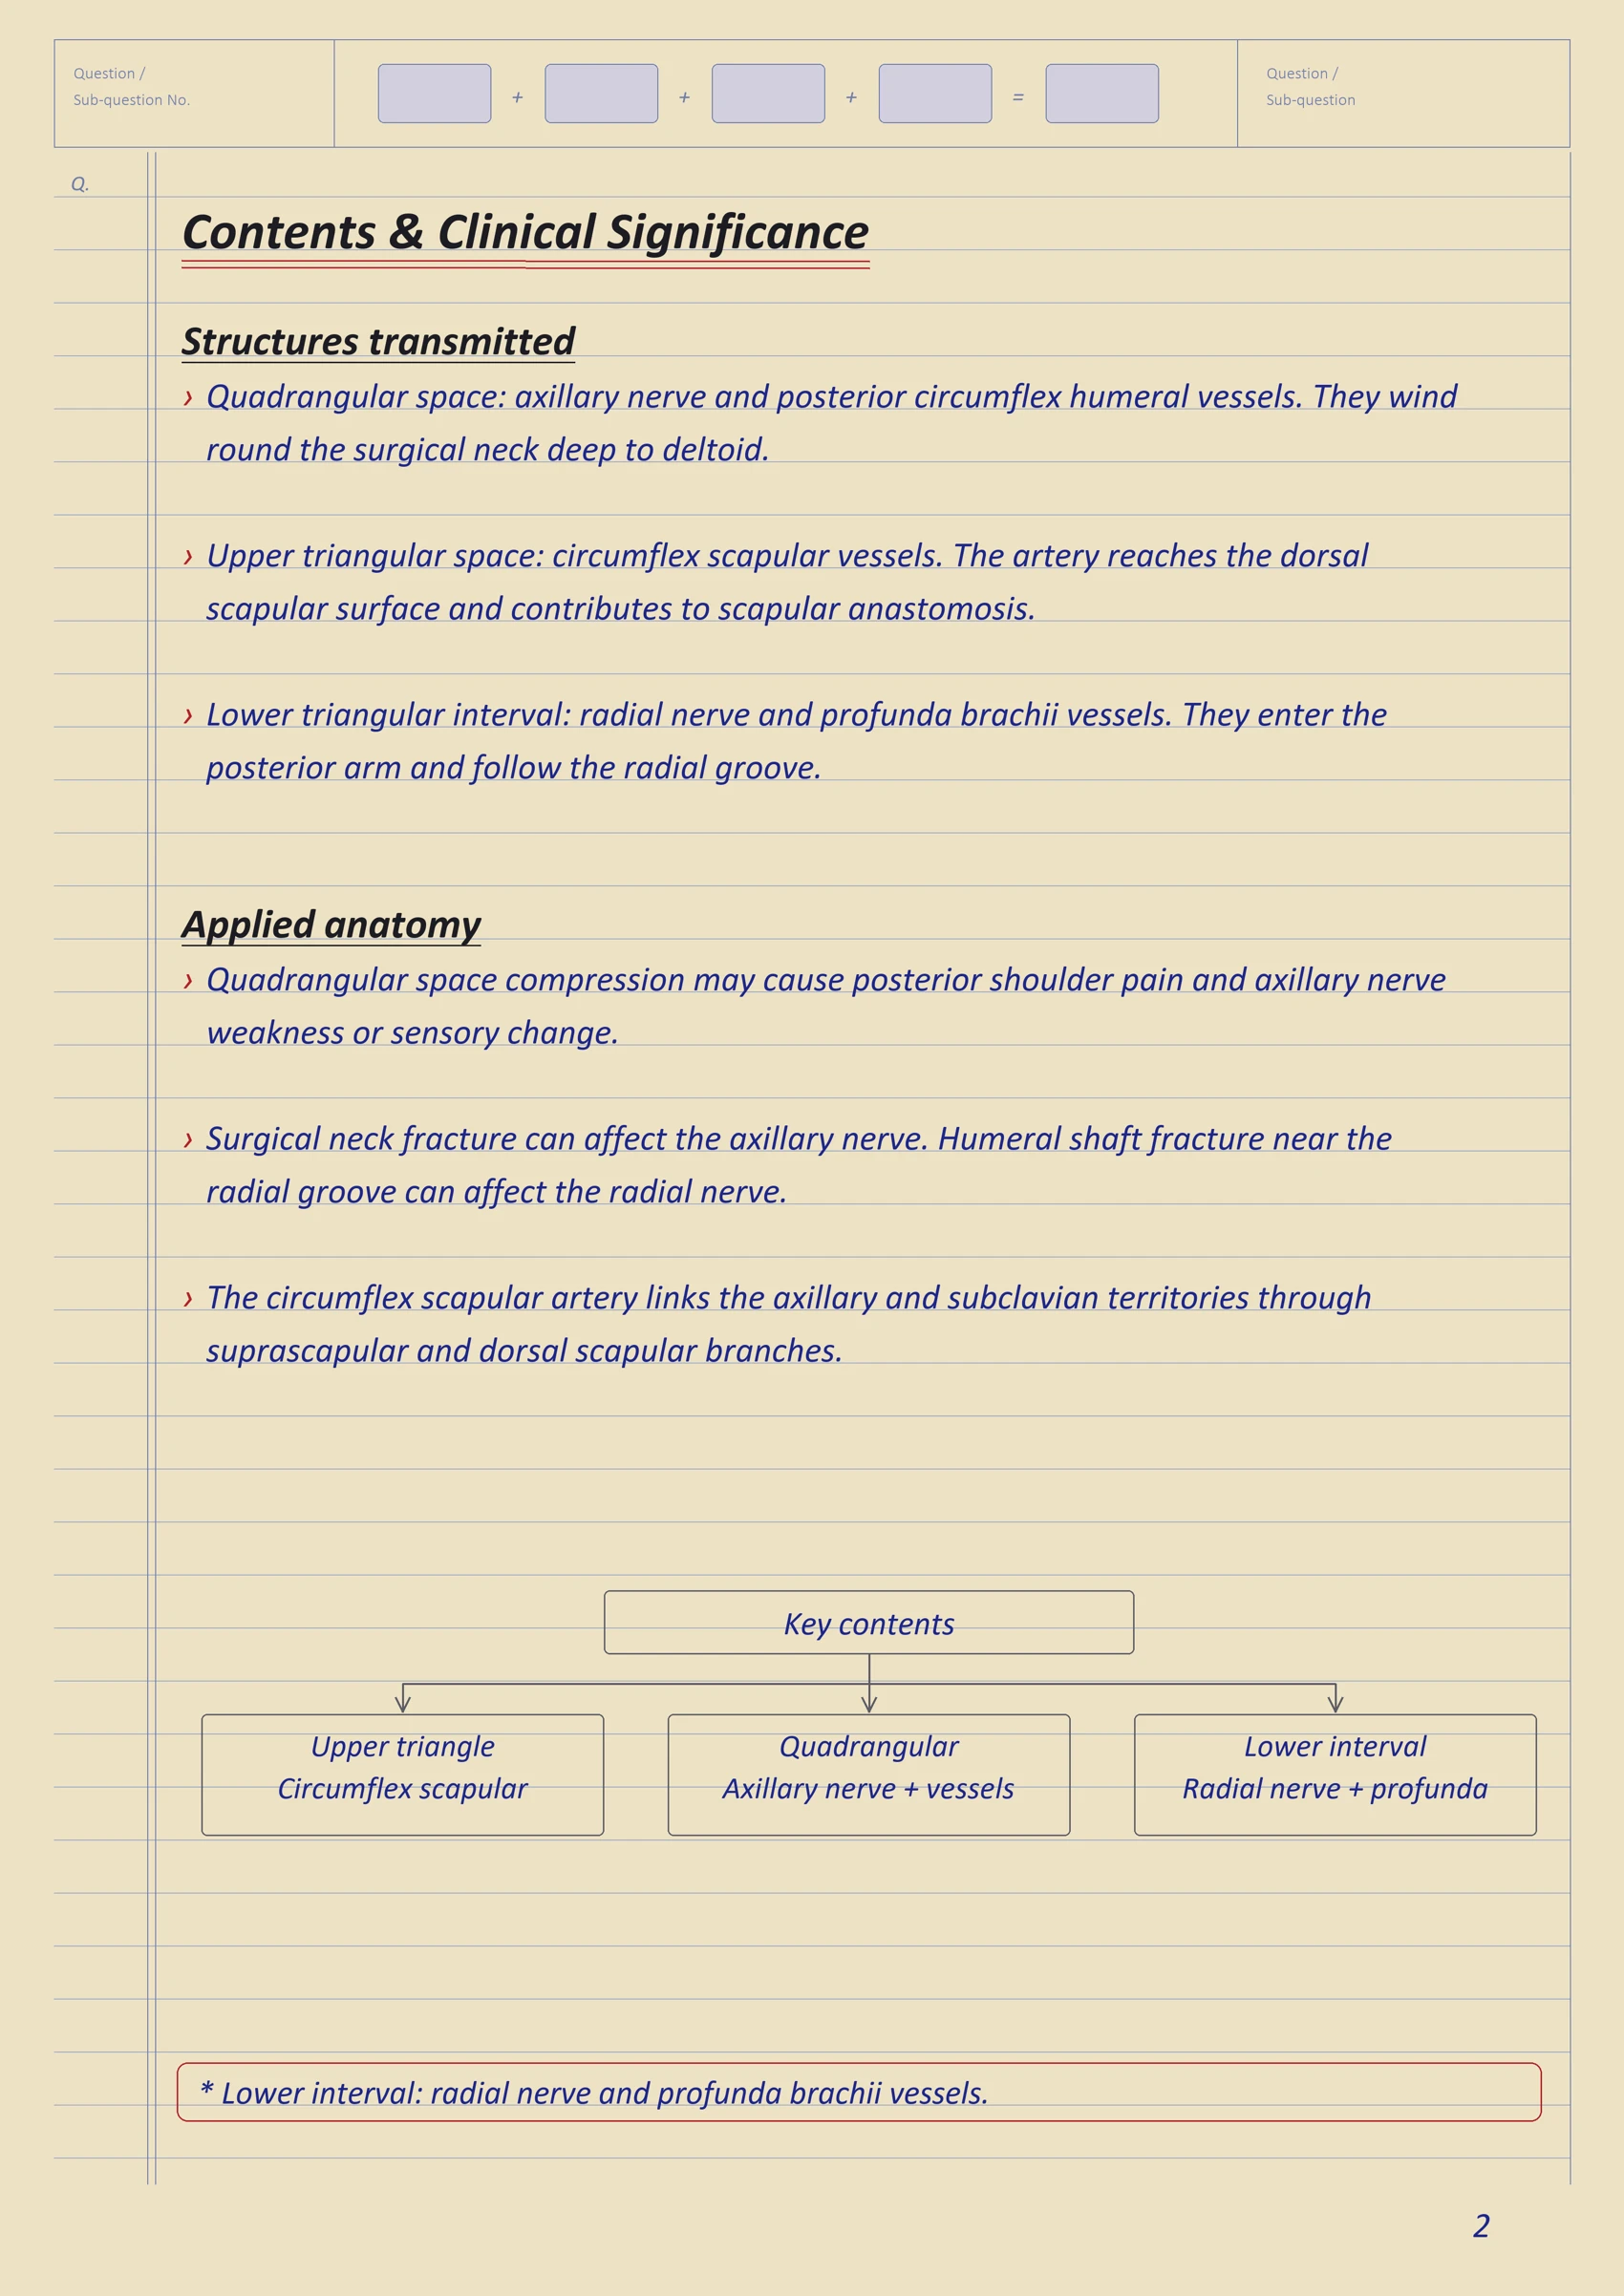 Question /
Sub-question No.
+ + + =
Question /
Sub-question
Q.
Contents & Clinical Significance
Structures transmitted
› Quadrangular space: axillary nerve and posterior circumflex humeral vessels. They wind
round the surgical neck deep to deltoid.
› Upper triangular space: circumflex scapular vessels. The artery reaches the dorsal
scapular surface and contributes to scapular anastomosis.
› Lower triangular interval: radial nerve and profunda brachii vessels. They enter the
posterior arm and follow the radial groove.
Applied anatomy
› Quadrangular space compression may cause posterior shoulder pain and axillary nerve
weakness or sensory change.
› Surgical neck fracture can affect the axillary nerve. Humeral shaft fracture near the
radial groove can affect the radial nerve.
› The circumflex scapular artery links the axillary and subclavian territories through
suprascapular and dorsal scapular branches.
Key contents
Upper triangle
Circumflex scapular
Quadrangular
Axillary nerve + vessels
Lower interval
Radial nerve + profunda
* Lower interval: radial nerve and profunda brachii vessels.
2